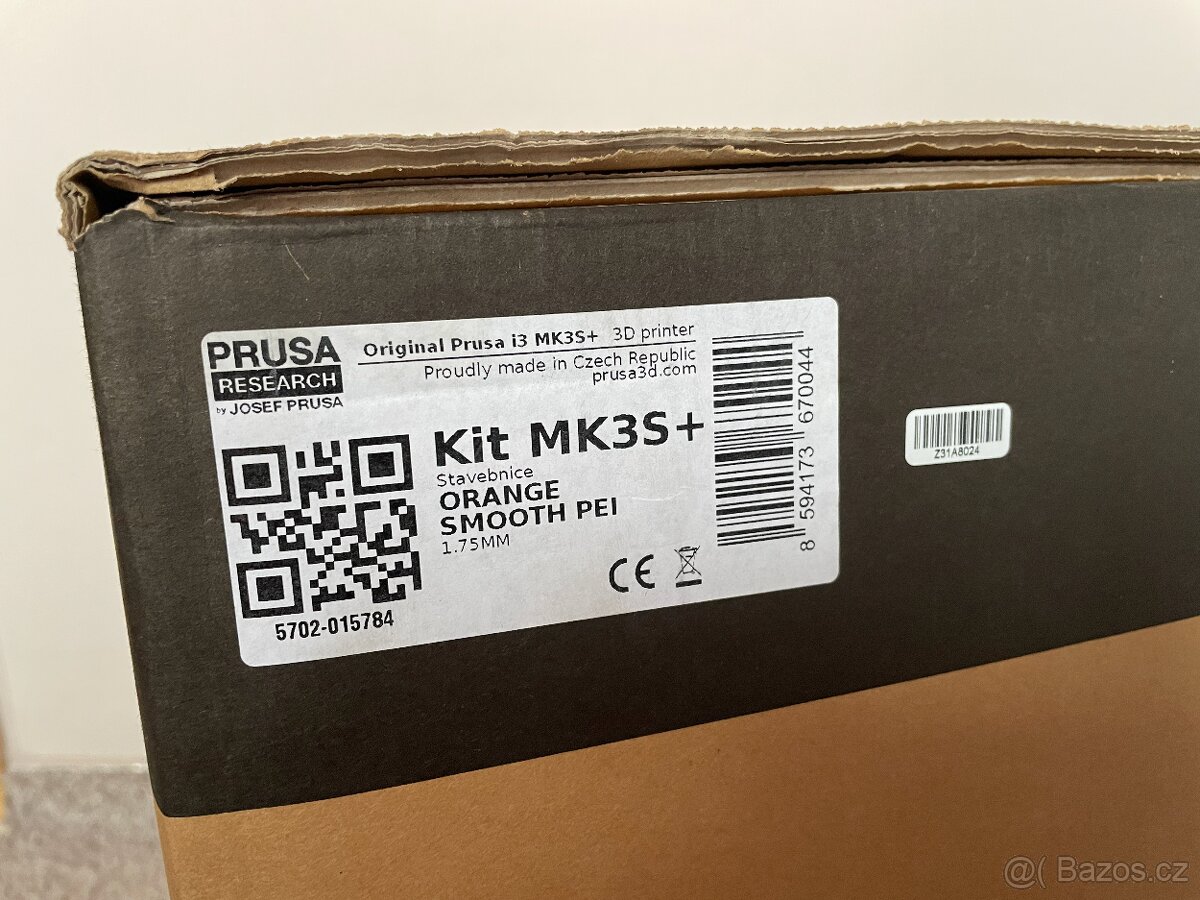 PRUSA
RESEARCH
by JOSEF PRUSA
Original Prusa i3 MK3S+ 3D printer
Proudly made in Czech Republic
prusa3d.com
Kit MK3S+
Stavebnice
ORANGE
SMOOTH PEI
1.75MM
CE
5702-015784
8 594173 670044
Z31A8024
@( Bazos.cz